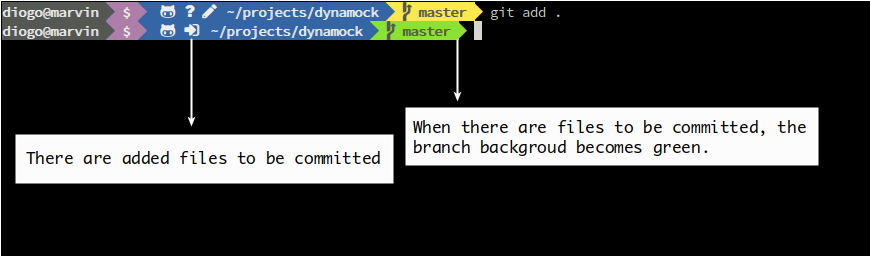 diogo@marvin $ ? ~/projects/dynamock master git add .
diogo@marvin $ ~/projects/dynamock master
There are added files to be committed
When there are files to be committed, the
branch backgroud becomes green.